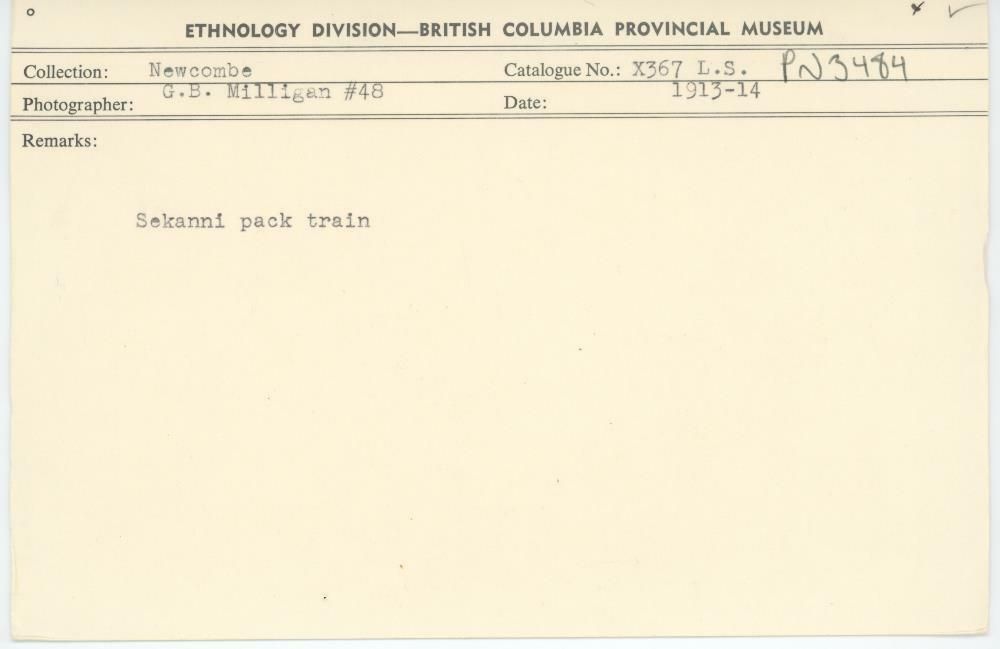 ETHNOLOGY DIVISION—BRITISH COLUMBIA PROVINCIAL MUSEUM
Collection: Newcombe Catalogue No.: X367 L.S. PN3484
Photographer: G.B. Milligan #48 Date: 1913-14
Remarks:
Sekanni pack train